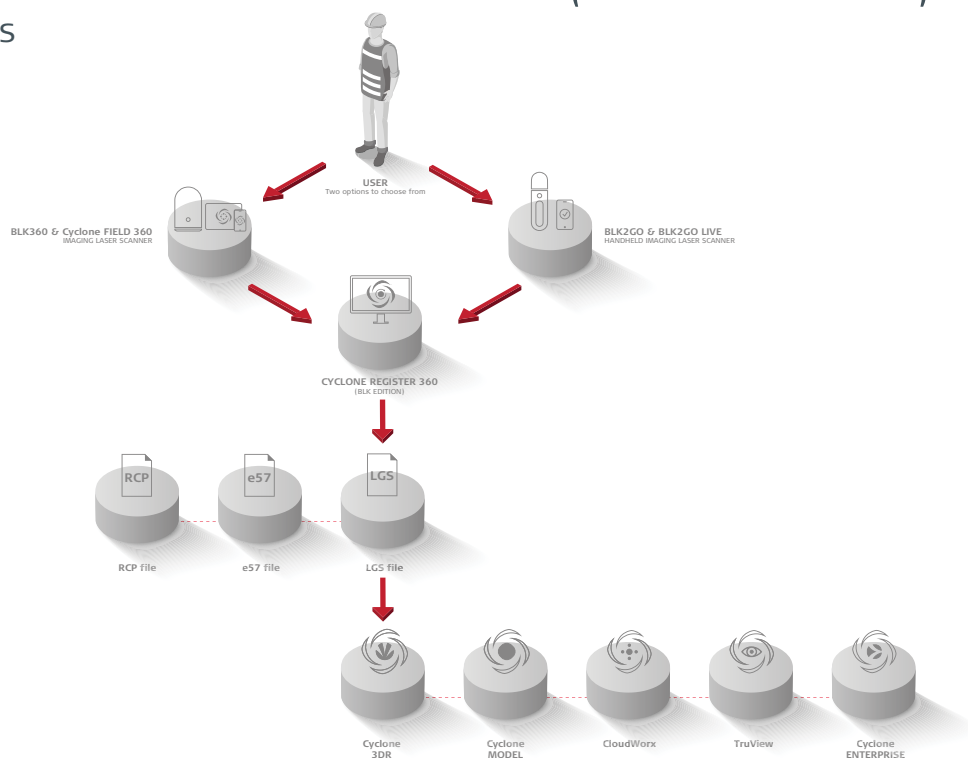 s
USER
Two options to choose from
BLK360 & Cyclone FIELD 360
IMAGING LASER SCANNER
BLK2GO & BLK2GO LIVE
HANDHELD IMAGING LASER SCANNER
CYCLONE REGISTER 360
(BLK EDITION)
RCP
e57
LGS
RCP file
e57 file
LGS file
Cyclone
3DR
Cyclone
MODEL
CloudWorx
TruView
Cyclone
ENTERPRISE